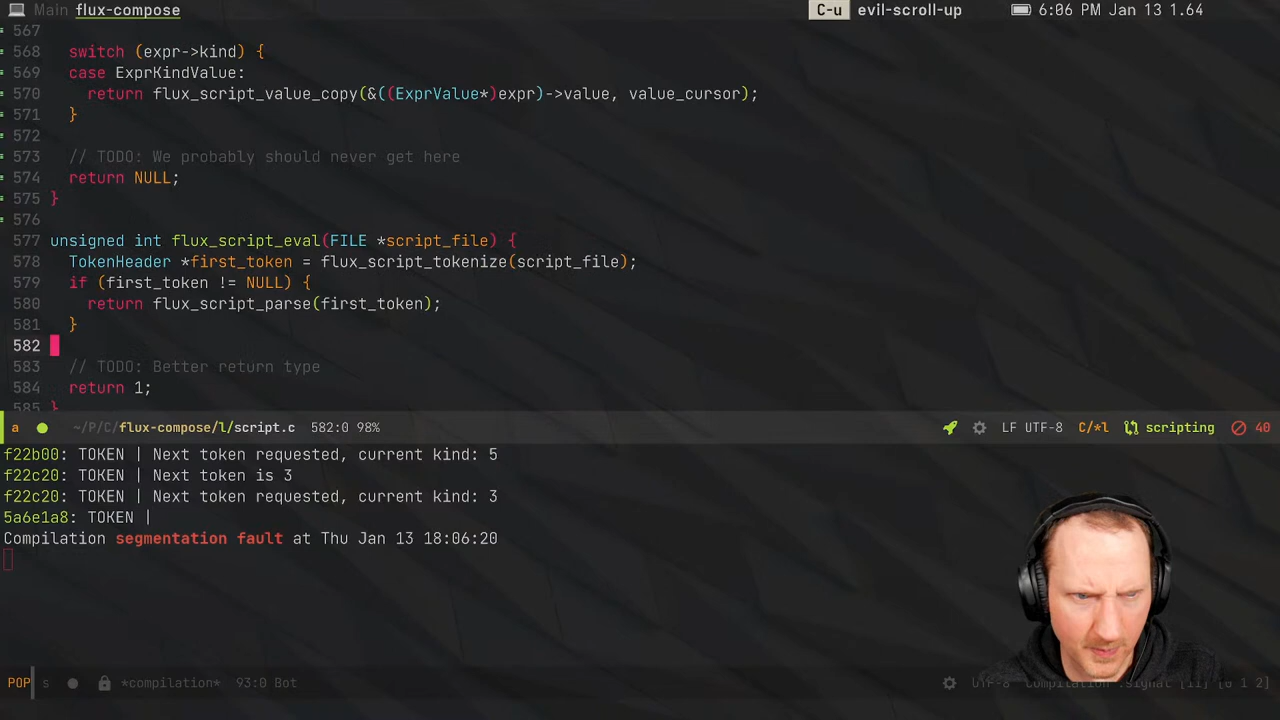 Main flux-compose C-u evil-scroll-up 6:06 PM Jan 13 1.64
567
568 switch (expr->kind) {
569 case ExprKindValue:
570 return flux_script_value_copy(&((ExprValue*)expr)->value, value_cursor);
571 }
572
573 // TODO: We probably should never get here
574 return NULL;
575 }
576
577 unsigned int flux_script_eval(FILE *script_file) {
578 TokenHeader *first_token = flux_script_tokenize(script_file);
579 if (first_token != NULL) {
580 return flux_script_parse(first_token);
581 }
582
583 // TODO: Better return type
584 return 1;
585 }
a ~/P/C/flux-compose/l/script.c 582:0 98% LF UTF-8 C/*l scripting 40
f22b00: TOKEN | Next token requested, current kind: 5
f22c20: TOKEN | Next token is 3
f22c20: TOKEN | Next token requested, current kind: 3
5a6e1a8: TOKEN |
Compilation segmentation fault at Thu Jan 13 18:06:20
POP s *compilation* 93:0 Bot UTF-8 Compilation :signal [11] [0 1 2]